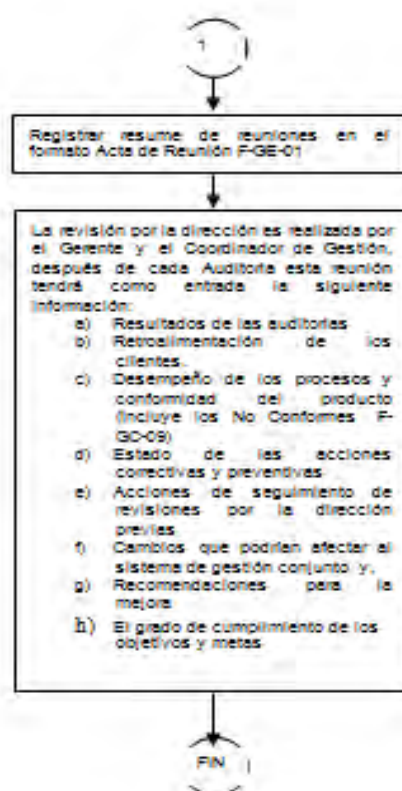 1
Registrar resume de reuniones en el
formato Acta de Reunión F-GE-01
La revisión por la dirección es realizada por
el Gerente y el Coordinador de Gestión,
después de cada Auditoria esta reunión
tendrá como entrada la siguiente
información:
a) Resultados de las auditorias
b) Retroalimentación de los
clientes.
c) Desempeño de los procesos y
conformidad del producto
(incluye los No Conformes F-
GC-09)
d) Estado de las acciones
correctivas y preventivas
e) Acciones de seguimiento de
revisiones por la dirección
previas
f) Cambios que podrían afectar al
sistema de gestión conjunto y,
g) Recomendaciones para la
mejora
h) El grado de cumplimiento de los
objetivos y metas
FIN